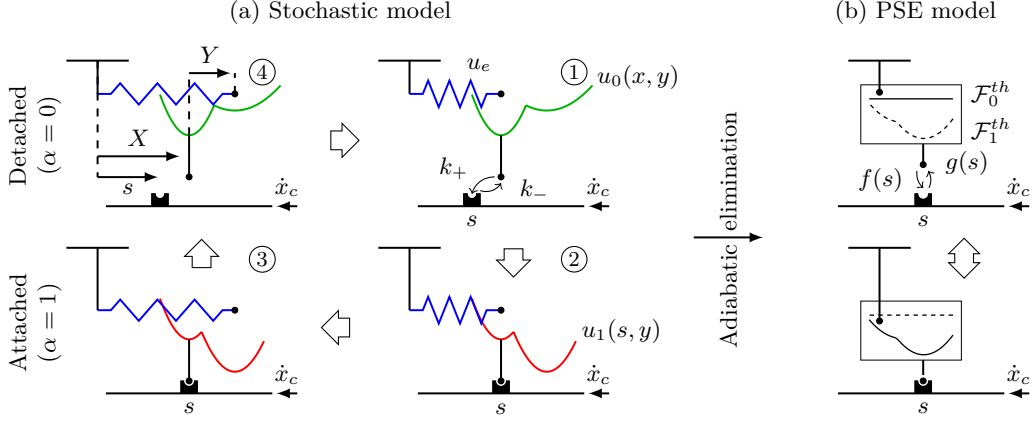 (a) Stochastic model
(b) PSE model
Detached
(α = 0)
Y
④
X
s
ẋ_c
u_e
①
u_0(x, y)
k_+
k_−
s
ẋ_c
Adiabatic elimination
F_0^{th}
F_1^{th}
f(s)
g(s)
s
ẋ_c
Attached
(α = 1)
③
s
ẋ_c
②
u_1(s, y)
s
ẋ_c
s
ẋ_c